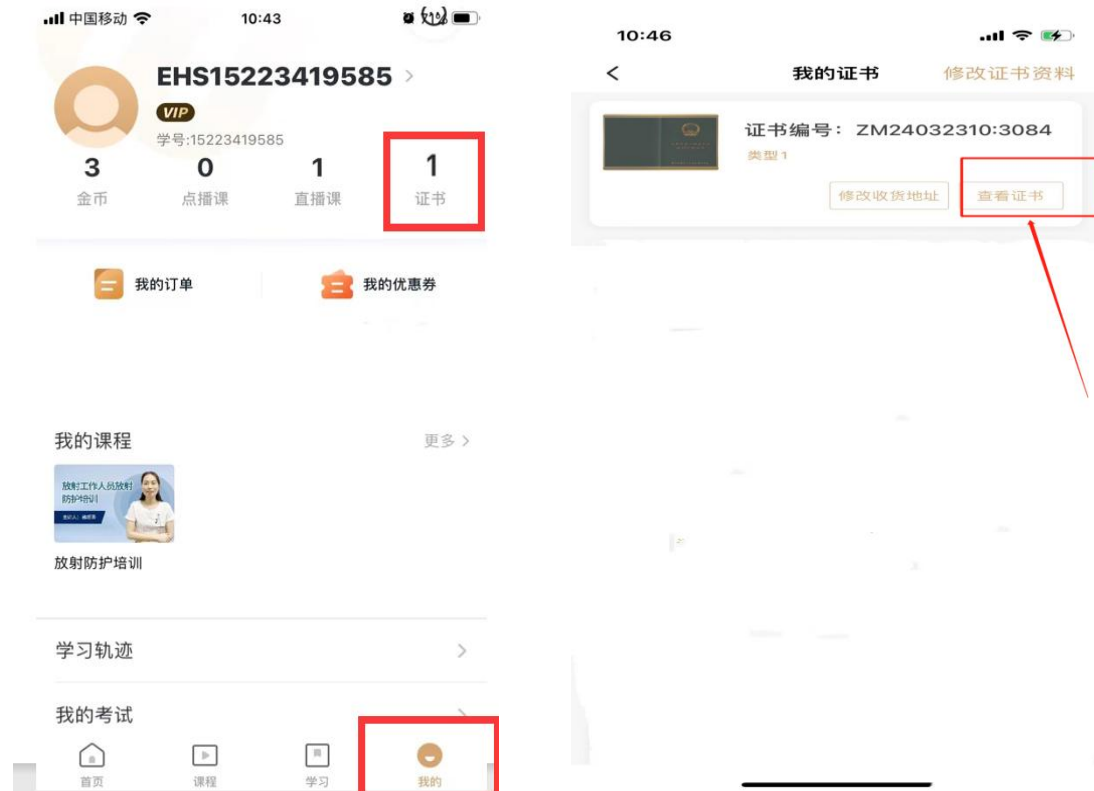 中国移动
10:43
EHS15223419585
VIP
学号:15223419585
3
0
1
1
金币
点播课
直播课
证书
我的订单
我的优惠券
我的课程
更多
放射工作人员放射
防护培训
放射防护培训
学习轨迹
我的考试
首页
课程
学习
我的
10:46
我的证书
修改证书资料
证书编号：ZM24032310:3084
类型1
修改收货地址
查看证书